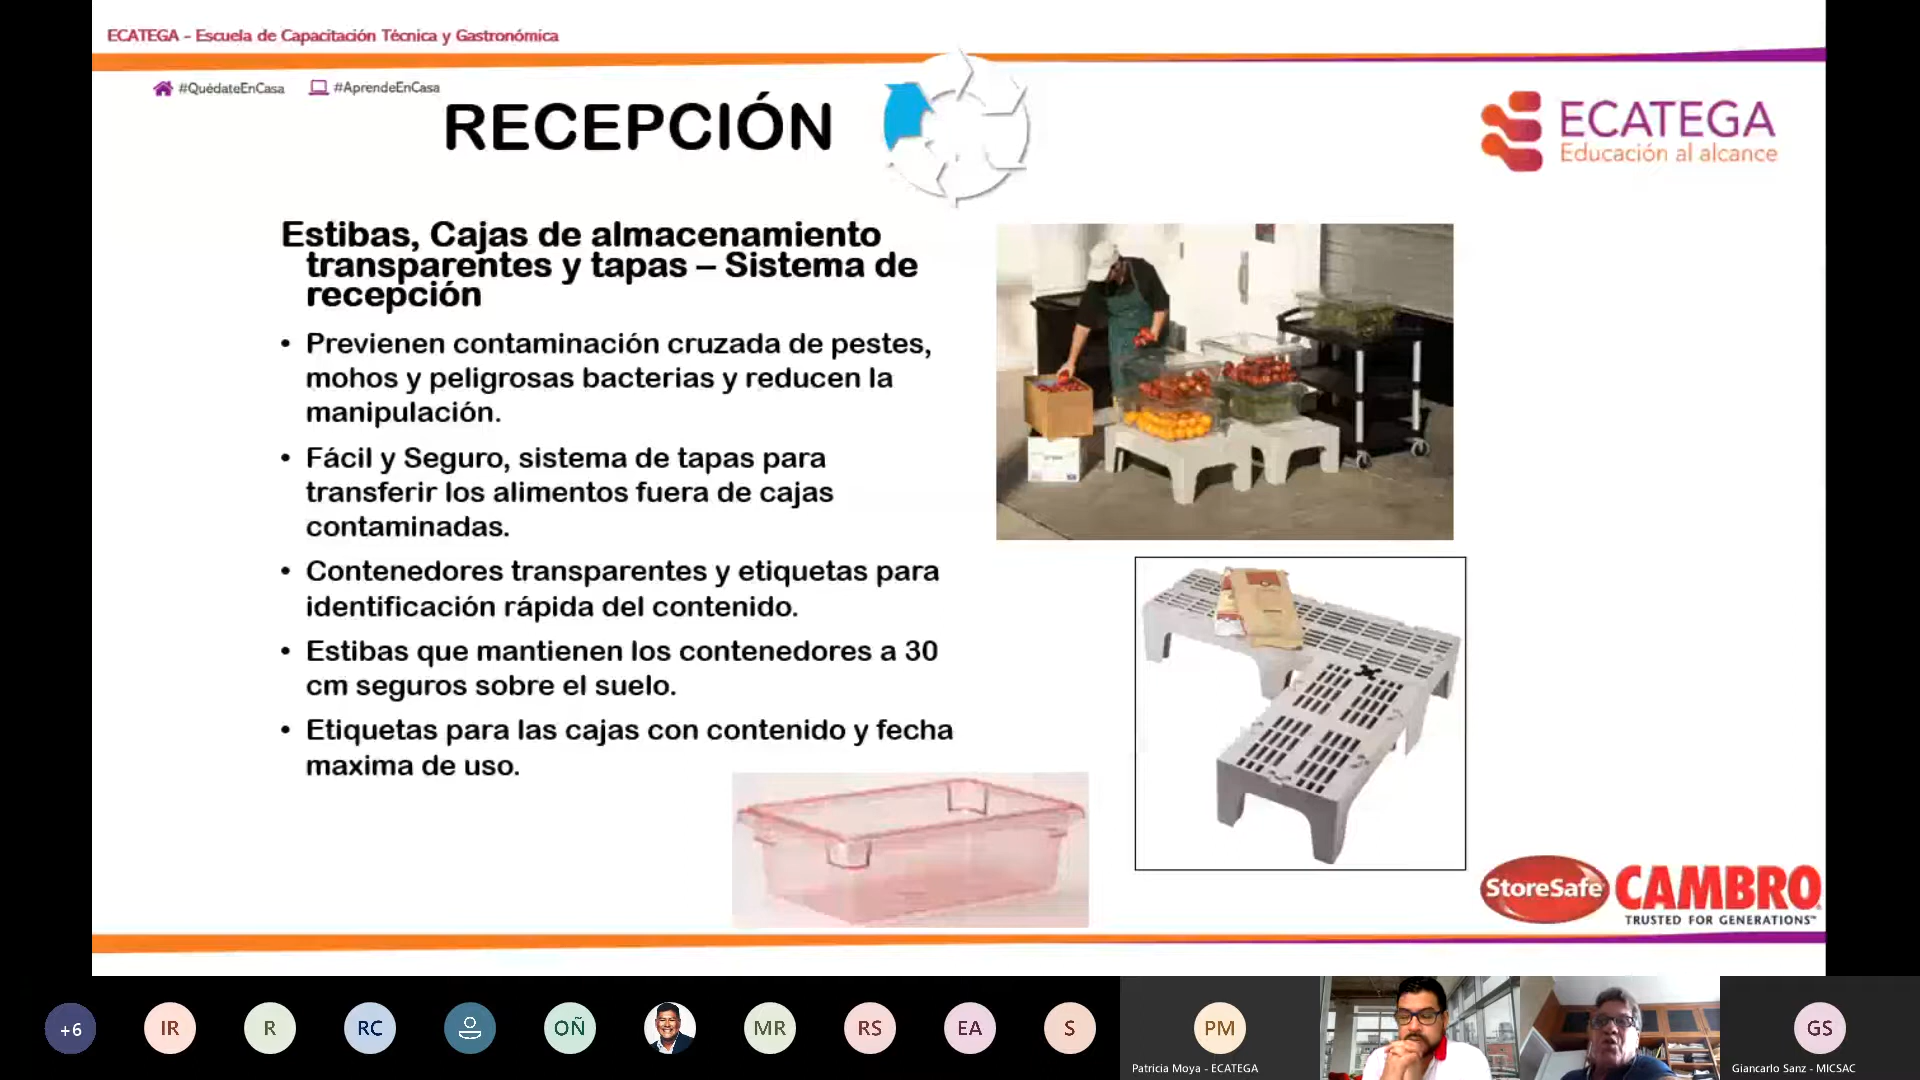 ECATEGA - Escuela de Capacitación Técnica y Gastronómica
#QuédateEnCasa
#AprendeEnCasa
RECEPCIÓN
ECATEGA
Educación al alcance
Estibas, Cajas de almacenamiento
transparentes y tapas – Sistema de
recepción
• Previenen contaminación cruzada de pestes,
mohos y peligrosas bacterias y reducen la
manipulación.
• Fácil y Seguro, sistema de tapas para
transferir los alimentos fuera de cajas
contaminadas.
• Contenedores transparentes y etiquetas para
identificación rápida del contenido.
• Estibas que mantienen los contenedores a 30
cm seguros sobre el suelo.
• Etiquetas para las cajas con contenido y fecha
maxima de uso.
StoreSafe
CAMBRO
TRUSTED FOR GENERATIONS™
+6
IR
R
RC
OÑ
MR
RS
EA
S
PM
GS
Patricia Moya - ECATEGA
Giancarlo Sanz - MICSAC